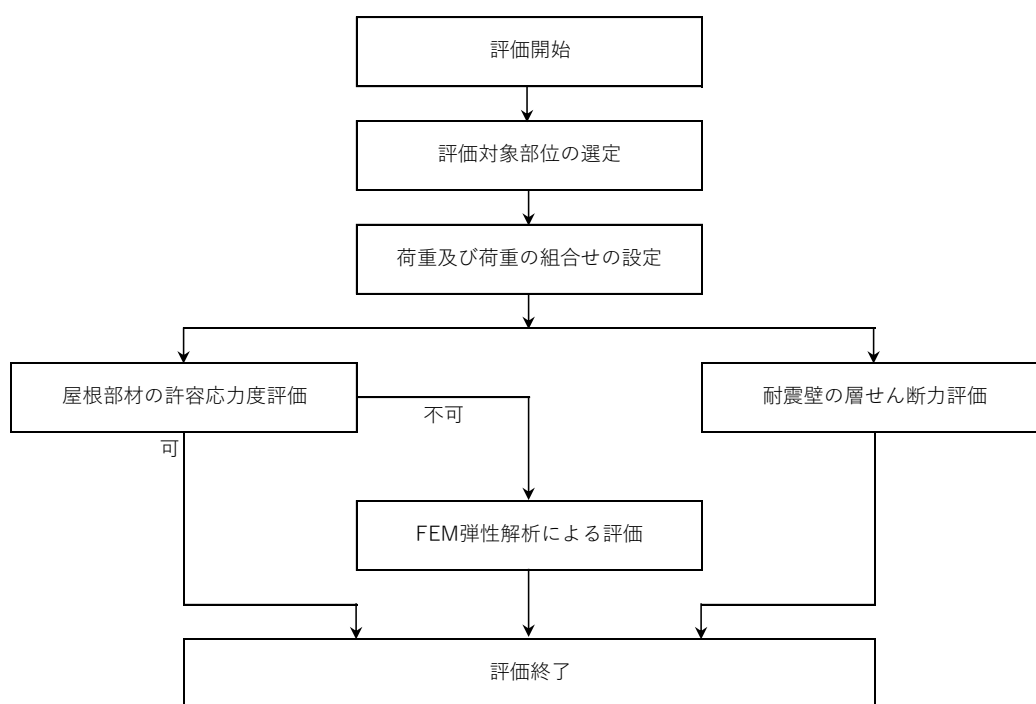 評価開始
評価対象部位の選定
荷重及び荷重の組合せの設定
屋根部材の許容応力度評価
耐震壁の層せん断力評価
不可
可
FEM弾性解析による評価
評価終了